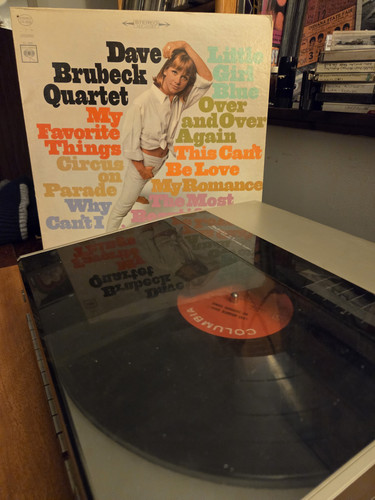 STEREO
Dave
Brubeck
Quartet
My
Favorite
Things
Circus
on
Parade
Why
Can't I
Little
Girl
Blue
Over
and Over
Again
This Can't
Be Love
My Romance
The Most
COLUMBIA